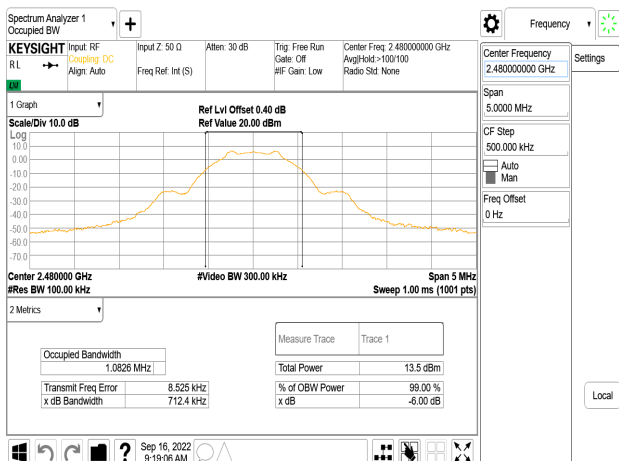 Spectrum Analyzer 1
Occupied BW
Frequency
KEYSIGHT
R L
Input: RF
Coupling: DC
Align: Auto
Input Z: 50 Ω
Freq Ref: Int (S)
Atten: 30 dB
Trig: Free Run
Gate: Off
#IF Gain: Low
Center Freq: 2.480000000 GHz
Avg|Hold:>100/100
Radio Std: None
LXI
Center Frequency
2.480000000 GHz
Settings
Span
5.0000 MHz
CF Step
500.000 kHz
Auto
Man
Freq Offset
0 Hz
Local
1 Graph
Scale/Div 10.0 dB
Ref Lvl Offset 0.40 dB
Ref Value 20.00 dBm
Log
10.0
0.00
-10.0
-20.0
-30.0
-40.0
-50.0
-60.0
-70.0
Center 2.480000 GHz
#Video BW 300.00 kHz
Span 5 MHz
#Res BW 100.00 kHz
Sweep 1.00 ms (1001 pts)
2 Metrics
Measure Trace
Trace 1
Occupied Bandwidth
1.0826 MHz
Total Power
13.5 dBm
Transmit Freq Error
8.525 kHz
% of OBW Power
99.00 %
x dB Bandwidth
712.4 kHz
x dB
-6.00 dB
?
Sep 16, 2022
9:19:06 AM